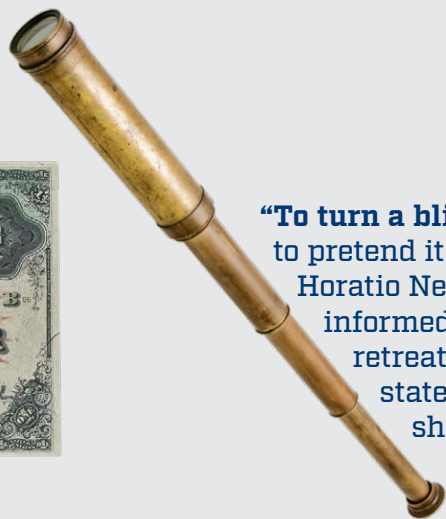 “To turn a bli
to pretend it
Horatio Ne
informed
retreat
state
sh
B